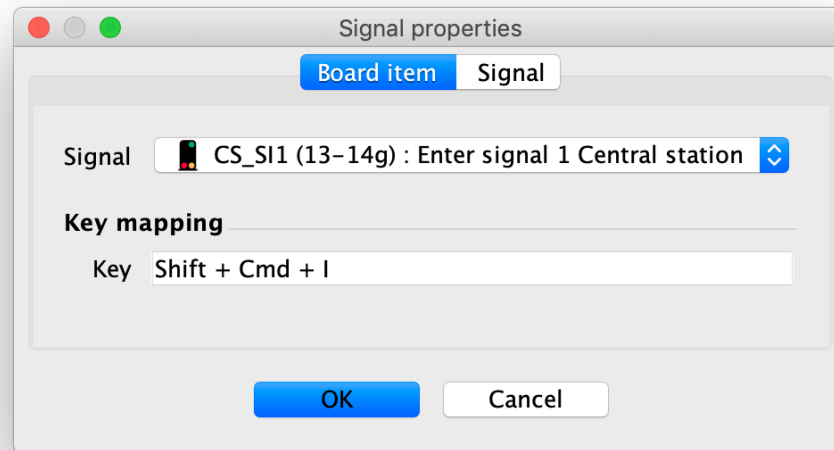 Signal properties
Board item Signal
Signal CS_SI1 (13-14g) : Enter signal 1 Central station
Key mapping
Key Shift + Cmd + I
OK Cancel